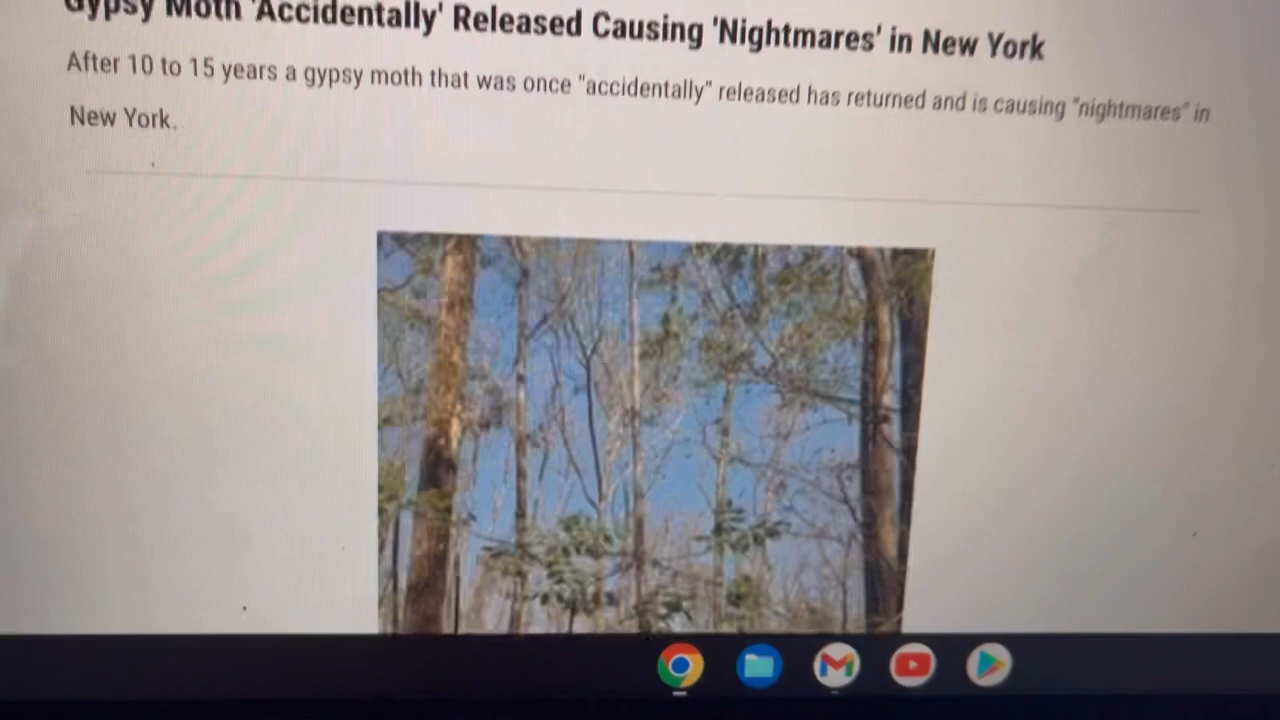 Gypsy Moth 'Accidentally' Released Causing 'Nightmares' in New York
After 10 to 15 years a gypsy moth that was once "accidentally" released has returned and is causing "nightmares" in
New York.